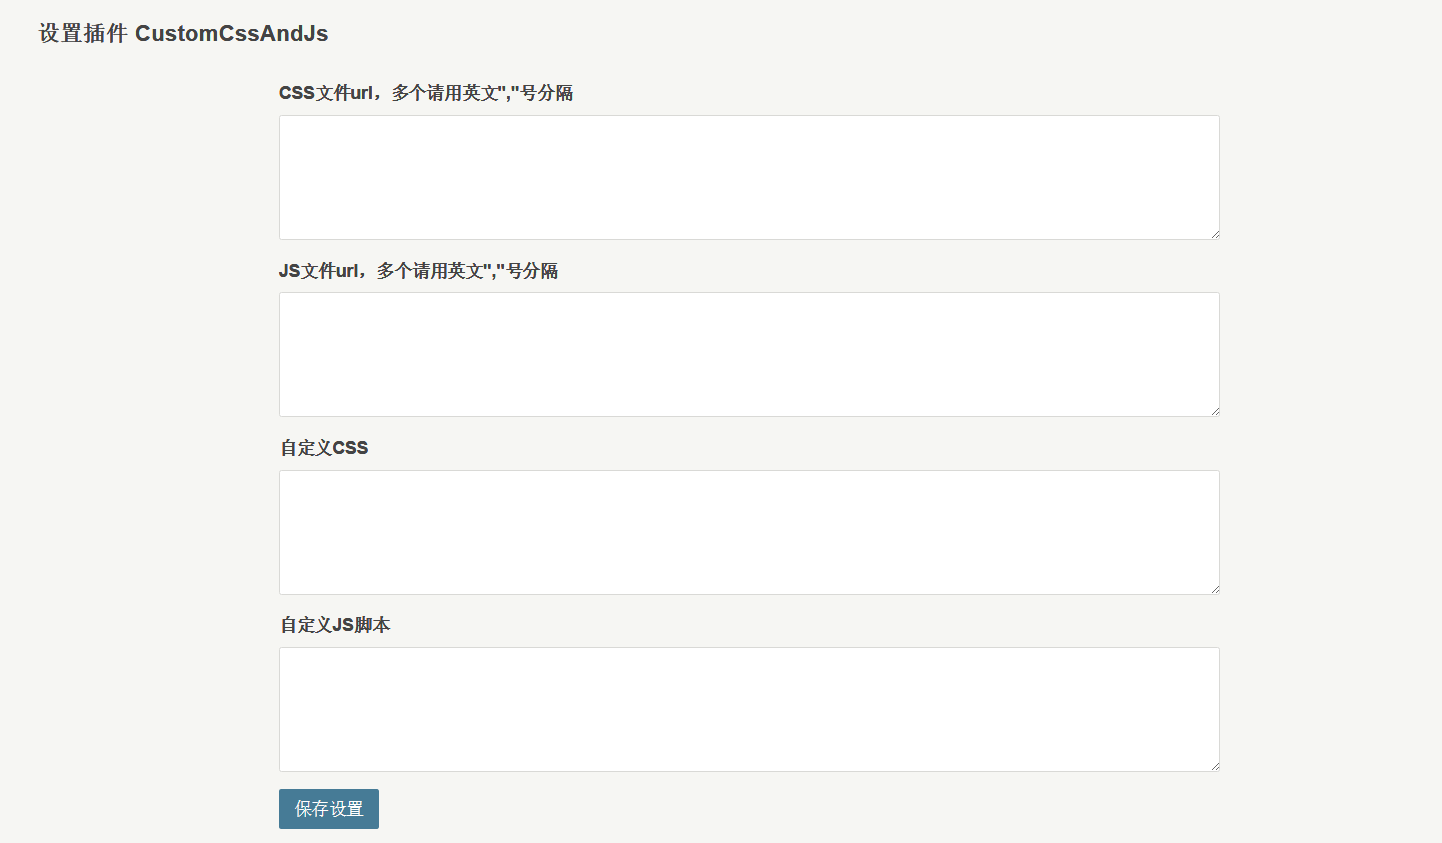 设置插件 CustomCssAndJs
CSS文件url，多个请用英文","号分隔
JS文件url，多个请用英文","号分隔
自定义CSS
自定义JS脚本
保存设置